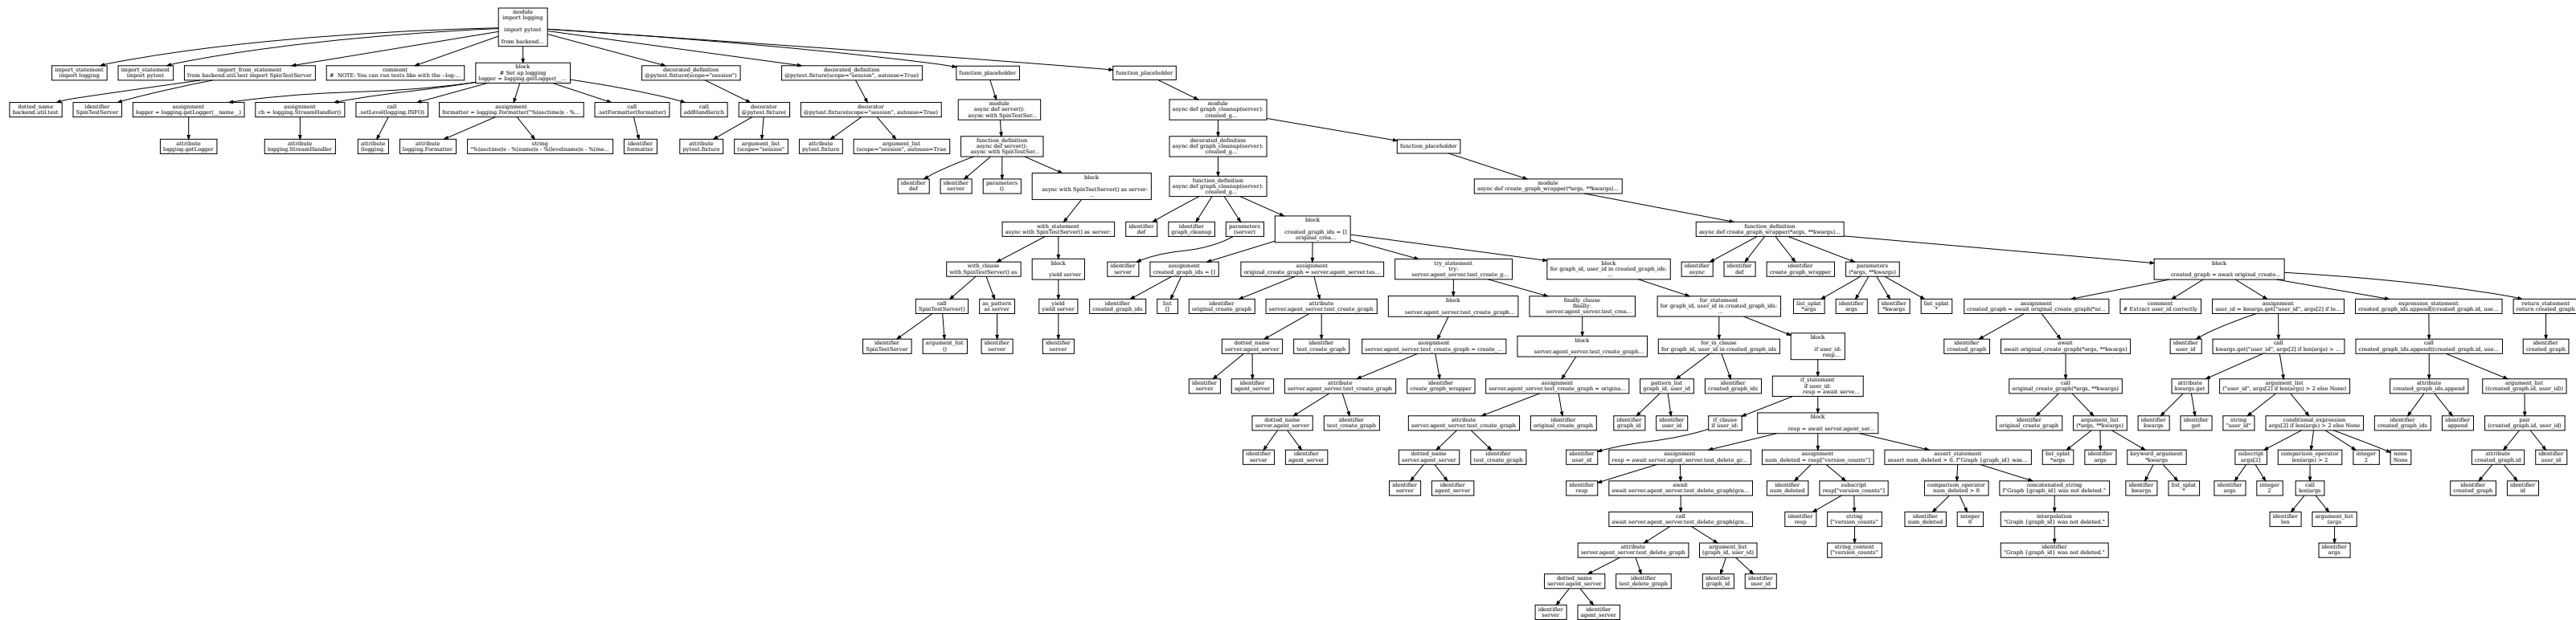 module
import logging
import pytest
from backend...
import_statement
import logging
import_statement
import pytest
import_from_statement
from backend.util.test import SpinTestServer
comment
# NOTE: You can run tests like with the --log-...
block
# Set up logging
logger = logging.getLogger(__...
decorated_definition
@pytest.fixture(scope="session")
decorated_definition
@pytest.fixture(scope="session", autouse=True)
function_placeholder
function_placeholder
dotted_name
backend.util.test
identifier
SpinTestServer
assignment
logger = logging.getLogger(__name__)
assignment
ch = logging.StreamHandler()
call
.setLevel(logging.INFO)
assignment
formatter = logging.Formatter("%(asctime)s - %...
call
.setFormatter(formatter)
call
addHandler(ch
decorator
@pytest.fixture(
decorator
@pytest.fixture(scope="session", autouse=True)
module
async def server():
async with SpinTestSer...
module
async def graph_cleanup(server):
created_g...
attribute
logging.getLogger
attribute
logging.StreamHandler
attribute
(logging.
attribute
logging.Formatter
string
"%(asctime)s - %(name)s - %(levelname)s - %(me...
identifier
formatter
attribute
pytest.fixture
argument_list
(scope="session"
attribute
pytest.fixture
argument_list
(scope="session", autouse=True
function_definition
async def server():
async with SpinTestSer...
decorated_definition
async def graph_cleanup(server):
created_g...
function_placeholder
identifier
def
identifier
server
parameters
()
block
async with SpinTestServer() as server:
...
function_definition
async def graph_cleanup(server):
created_g...
module
async def create_graph_wrapper(*args, **kwargs)...
with_statement
async with SpinTestServer() as server:
identifier
def
identifier
graph_cleanup
parameters
(server)
block
created_graph_ids = []
original_crea...
function_definition
async def create_graph_wrapper(*args, **kwargs)...
with_clause
with SpinTestServer() as
block
yield server
identifier
server
assignment
created_graph_ids = []
assignment
original_create_graph = server.agent_server.tes...
try_statement
try:
server.agent_server.test_create_g...
block
for graph_id, user_id in created_graph_ids:
...
identifier
async
identifier
def
identifier
create_graph_wrapper
parameters
(*args, **kwargs)
block
created_graph = await original_create...
call
SpinTestServer()
as_pattern
as server
yield
yield server
identifier
created_graph_ids
list
[]
identifier
original_create_graph
attribute
server.agent_server.test_create_graph
block
server.agent_server.test_create_graph...
finally_clause
finally:
server.agent_server.test_crea...
for_statement
for graph_id, user_id in created_graph_ids:
...
list_splat
*args
identifier
args
identifier
*kwargs
list_splat
*
assignment
created_graph = await original_create_graph(*ar...
comment
# Extract user_id correctly
assignment
user_id = kwargs.get("user_id", args[2] if le...
expression_statement
created_graph_ids.append((created_graph.id, use...
return_statement
return created_graph
identifier
SpinTestServer
argument_list
()
identifier
server
identifier
server
dotted_name
server.agent_server
identifier
test_create_graph
assignment
server.agent_server.test_create_graph = create_...
block
server.agent_server.test_create_graph...
for_in_clause
for graph_id, user_id in created_graph_ids
block
if user_id:
resp...
identifier
created_graph
await
await original_create_graph(*args, **kwargs)
identifier
user_id
call
kwargs.get("user_id", args[2] if len(args) > ...
call
created_graph_ids.append((created_graph.id, use...
identifier
created_graph
identifier
server
identifier
agent_server
attribute
server.agent_server.test_create_graph
identifier
create_graph_wrapper
assignment
server.agent_server.test_create_graph = origina...
pattern_list
graph_id, user_id
identifier
created_graph_ids
if_statement
if user_id:
resp = await serve...
call
original_create_graph(*args, **kwargs)
attribute
kwargs.get
argument_list
("user_id", args[2] if len(args) > 2 else None)
attribute
created_graph_ids.append
argument_list
((created_graph.id, user_id))
dotted_name
server.agent_server
identifier
test_create_graph
attribute
server.agent_server.test_create_graph
identifier
original_create_graph
identifier
graph_id
identifier
user_id
if_clause
if user_id:
block
resp = await server.agent_ser...
identifier
original_create_graph
argument_list
(*args, **kwargs)
identifier
kwargs
identifier
get
string
"user_id"
conditional_expression
args[2] if len(args) > 2 else None
identifier
created_graph_ids
identifier
append
pair
(created_graph.id, user_id)
identifier
server
identifier
agent_server
dotted_name
server.agent_server
identifier
test_create_graph
identifier
user_id
assignment
resp = await server.agent_server.test_delete_gr...
assignment
num_deleted = resp["version_counts"]
assert_statement
assert num_deleted > 0, f"Graph {graph_id} was...
list_splat
*args
identifier
args
keyword_argument
*kwargs
subscript
args[2]
comparison_operator
len(args) > 2
integer
2
none
None
attribute
created_graph.id
identifier
user_id
identifier
server
identifier
agent_server
identifier
resp
await
await server.agent_server.test_delete_graph(gra...
identifier
num_deleted
subscript
resp["version_counts"]
comparison_operator
num_deleted > 0
concatenated_string
f"Graph {graph_id} was not deleted."
identifier
kwargs
list_splat
*
identifier
args
integer
2
call
len(args
identifier
created_graph
identifier
id
call
await server.agent_server.test_delete_graph(gra...
identifier
resp
string
["version_counts"
identifier
num_deleted
integer
0
interpolation
"Graph {graph_id} was not deleted."
identifier
len
argument_list
(args
attribute
server.agent_server.test_delete_graph
argument_list
(graph_id, user_id)
string_content
["version_counts"
identifier
"Graph {graph_id} was not deleted."
identifier
args
dotted_name
server.agent_server
identifier
test_delete_graph
identifier
graph_id
identifier
user_id
identifier
server
identifier
agent_server